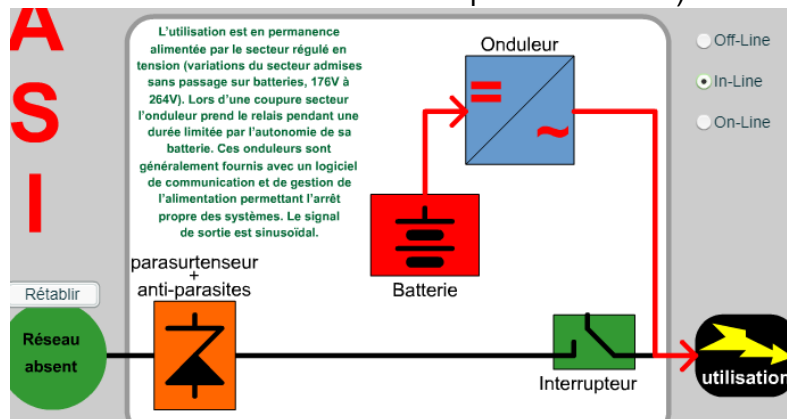 A
S
I
L'utilisation est en permanence
alimentée par le secteur régulé en
tension (variations du secteur admises
sans passage sur batteries, 176V à
264V). Lors d'une coupure secteur
l'onduleur prend le relais pendant une
durée limitée par l'autonomie de sa
batterie. Ces onduleurs sont
généralement fournis avec un logiciel
de communication et de gestion de
l'alimentation permettant l'arrêt
propre des systèmes. Le signal
de sortie est sinusoïdal.
Onduleur
=
~
Off-Line
In-Line
On-Line
Batterie
parasurtenseur
+
anti-parasites
Rétablir
Réseau
absent
Interrupteur
utilisation